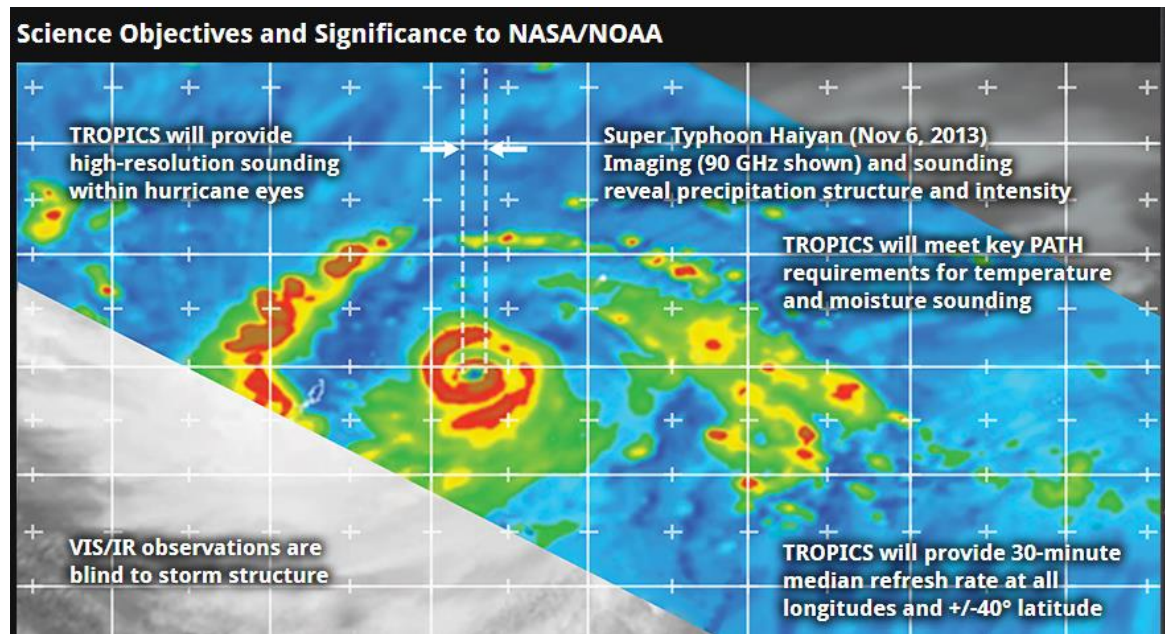 Science Objectives and Significance to NASA/NOAA
TROPICS will provide
high-resolution sounding
within hurricane eyes
Super Typhoon Haiyan (Nov 6, 2013)
Imaging (90 GHz shown) and sounding
reveal precipitation structure and intensity
TROPICS will meet key PATH
requirements for temperature
and moisture sounding
VIS/IR observations are
blind to storm structure
TROPICS will provide 30-minute
median refresh rate at all
longitudes and +/-40° latitude